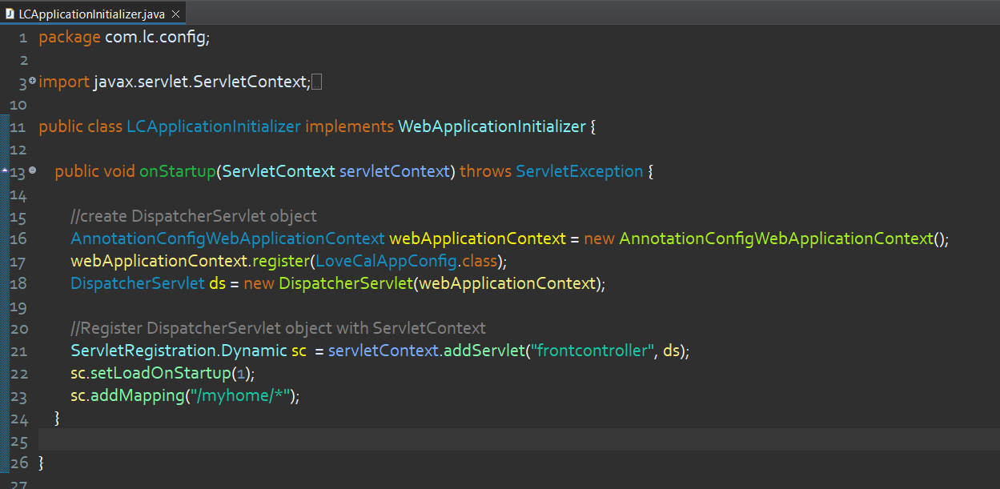 LCApplicationInitializer.java
1 package com.lc.config;
2
3 import javax.servlet.ServletContext;
10
11 public class LCApplicationInitializer implements WebApplicationInitializer {
12
13 public void onStartup(ServletContext servletContext) throws ServletException {
14
15 //create DispatcherServlet object
16 AnnotationConfigWebApplicationContext webApplicationContext = new AnnotationConfigWebApplicationContext();
17 webApplicationContext.register(LoveCalAppConfig.class);
18 DispatcherServlet ds = new DispatcherServlet(webApplicationContext);
19
20 //Register DispatcherServlet object with ServletContext
21 ServletRegistration.Dynamic sc = servletContext.addServlet("frontcontroller", ds);
22 sc.setLoadOnStartup(1);
23 sc.addMapping("/myhome/*");
24 }
25
26 }
27